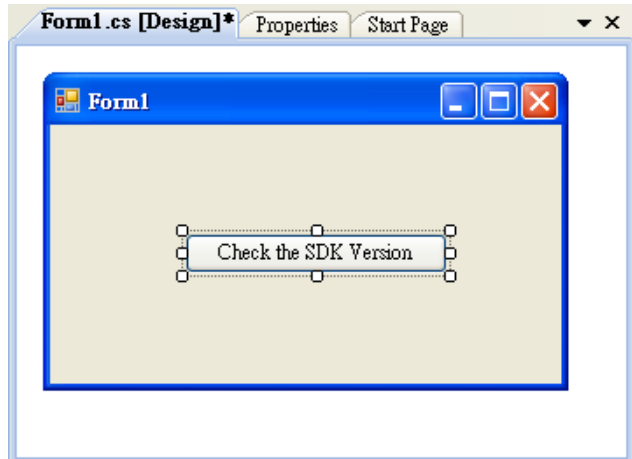 Form1.cs [Design]* Properties Start Page
Form1
Check the SDK Version